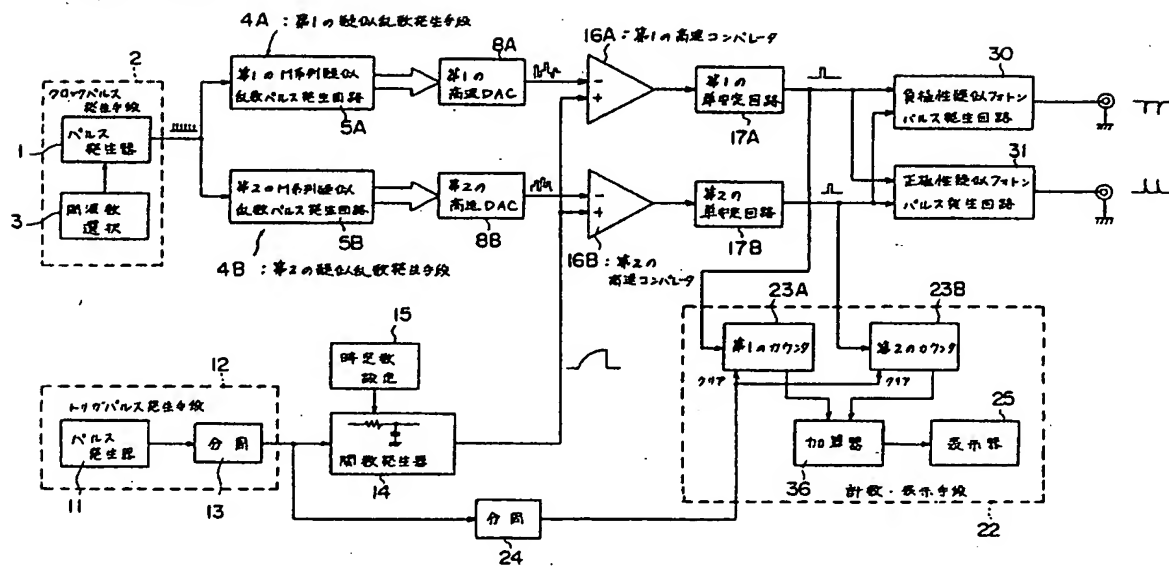 4A : 第1の疑似乱数発生手段
2
クロックパルス
発生手段
1
パルス
発生器
3
周波数
選択
第1のM系列疑似
乱数パルス発生回路
5A
8A
第1の
高速DAC
16A : 第1の高速コンパレータ
−
+
第1の
単安定回路
17A
30
負極性疑似フォトン
パルス発生回路
第2のM系列疑似
乱数パルス発生回路
5B
4B : 第2の疑似乱数発生手段
第2の
高速DAC
8B
−
+
16B : 第2の
高速コンパレータ
第2の
単安定回路
17B
31
正極性疑似フォトン
パルス発生回路
12
トリガパルス発生手段
パルス
発生器
11
分周
13
15
時定数
設定
関数発生器
14
分周
24
23A
第1のカウンタ
クリア
23B
第2のカウンタ
クリア
加算器
36
25
表示器
計数・表示手段
22